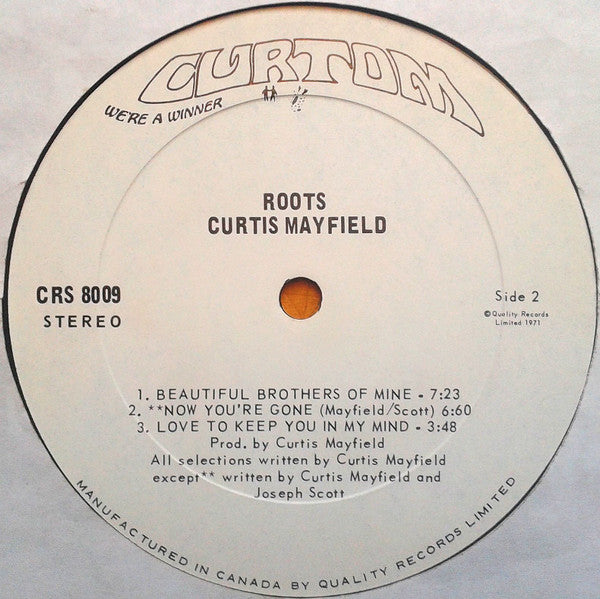 CURTOM
WE'RE A WINNER
ROOTS
CURTIS MAYFIELD
CRS 8009
STEREO
Side 2
© Quality Records
Limited 1971
1. BEAUTIFUL BROTHERS OF MINE - 7:23
2. **NOW YOU'RE GONE (Mayfield/Scott) 6:60
3. LOVE TO KEEP YOU IN MY MIND - 3:48
Prod. by Curtis Mayfield
All selections written by Curtis Mayfield
except** written by Curtis Mayfield and
Joseph Scott
MANUFACTURED IN CANADA BY QUALITY RECORDS LIMITED